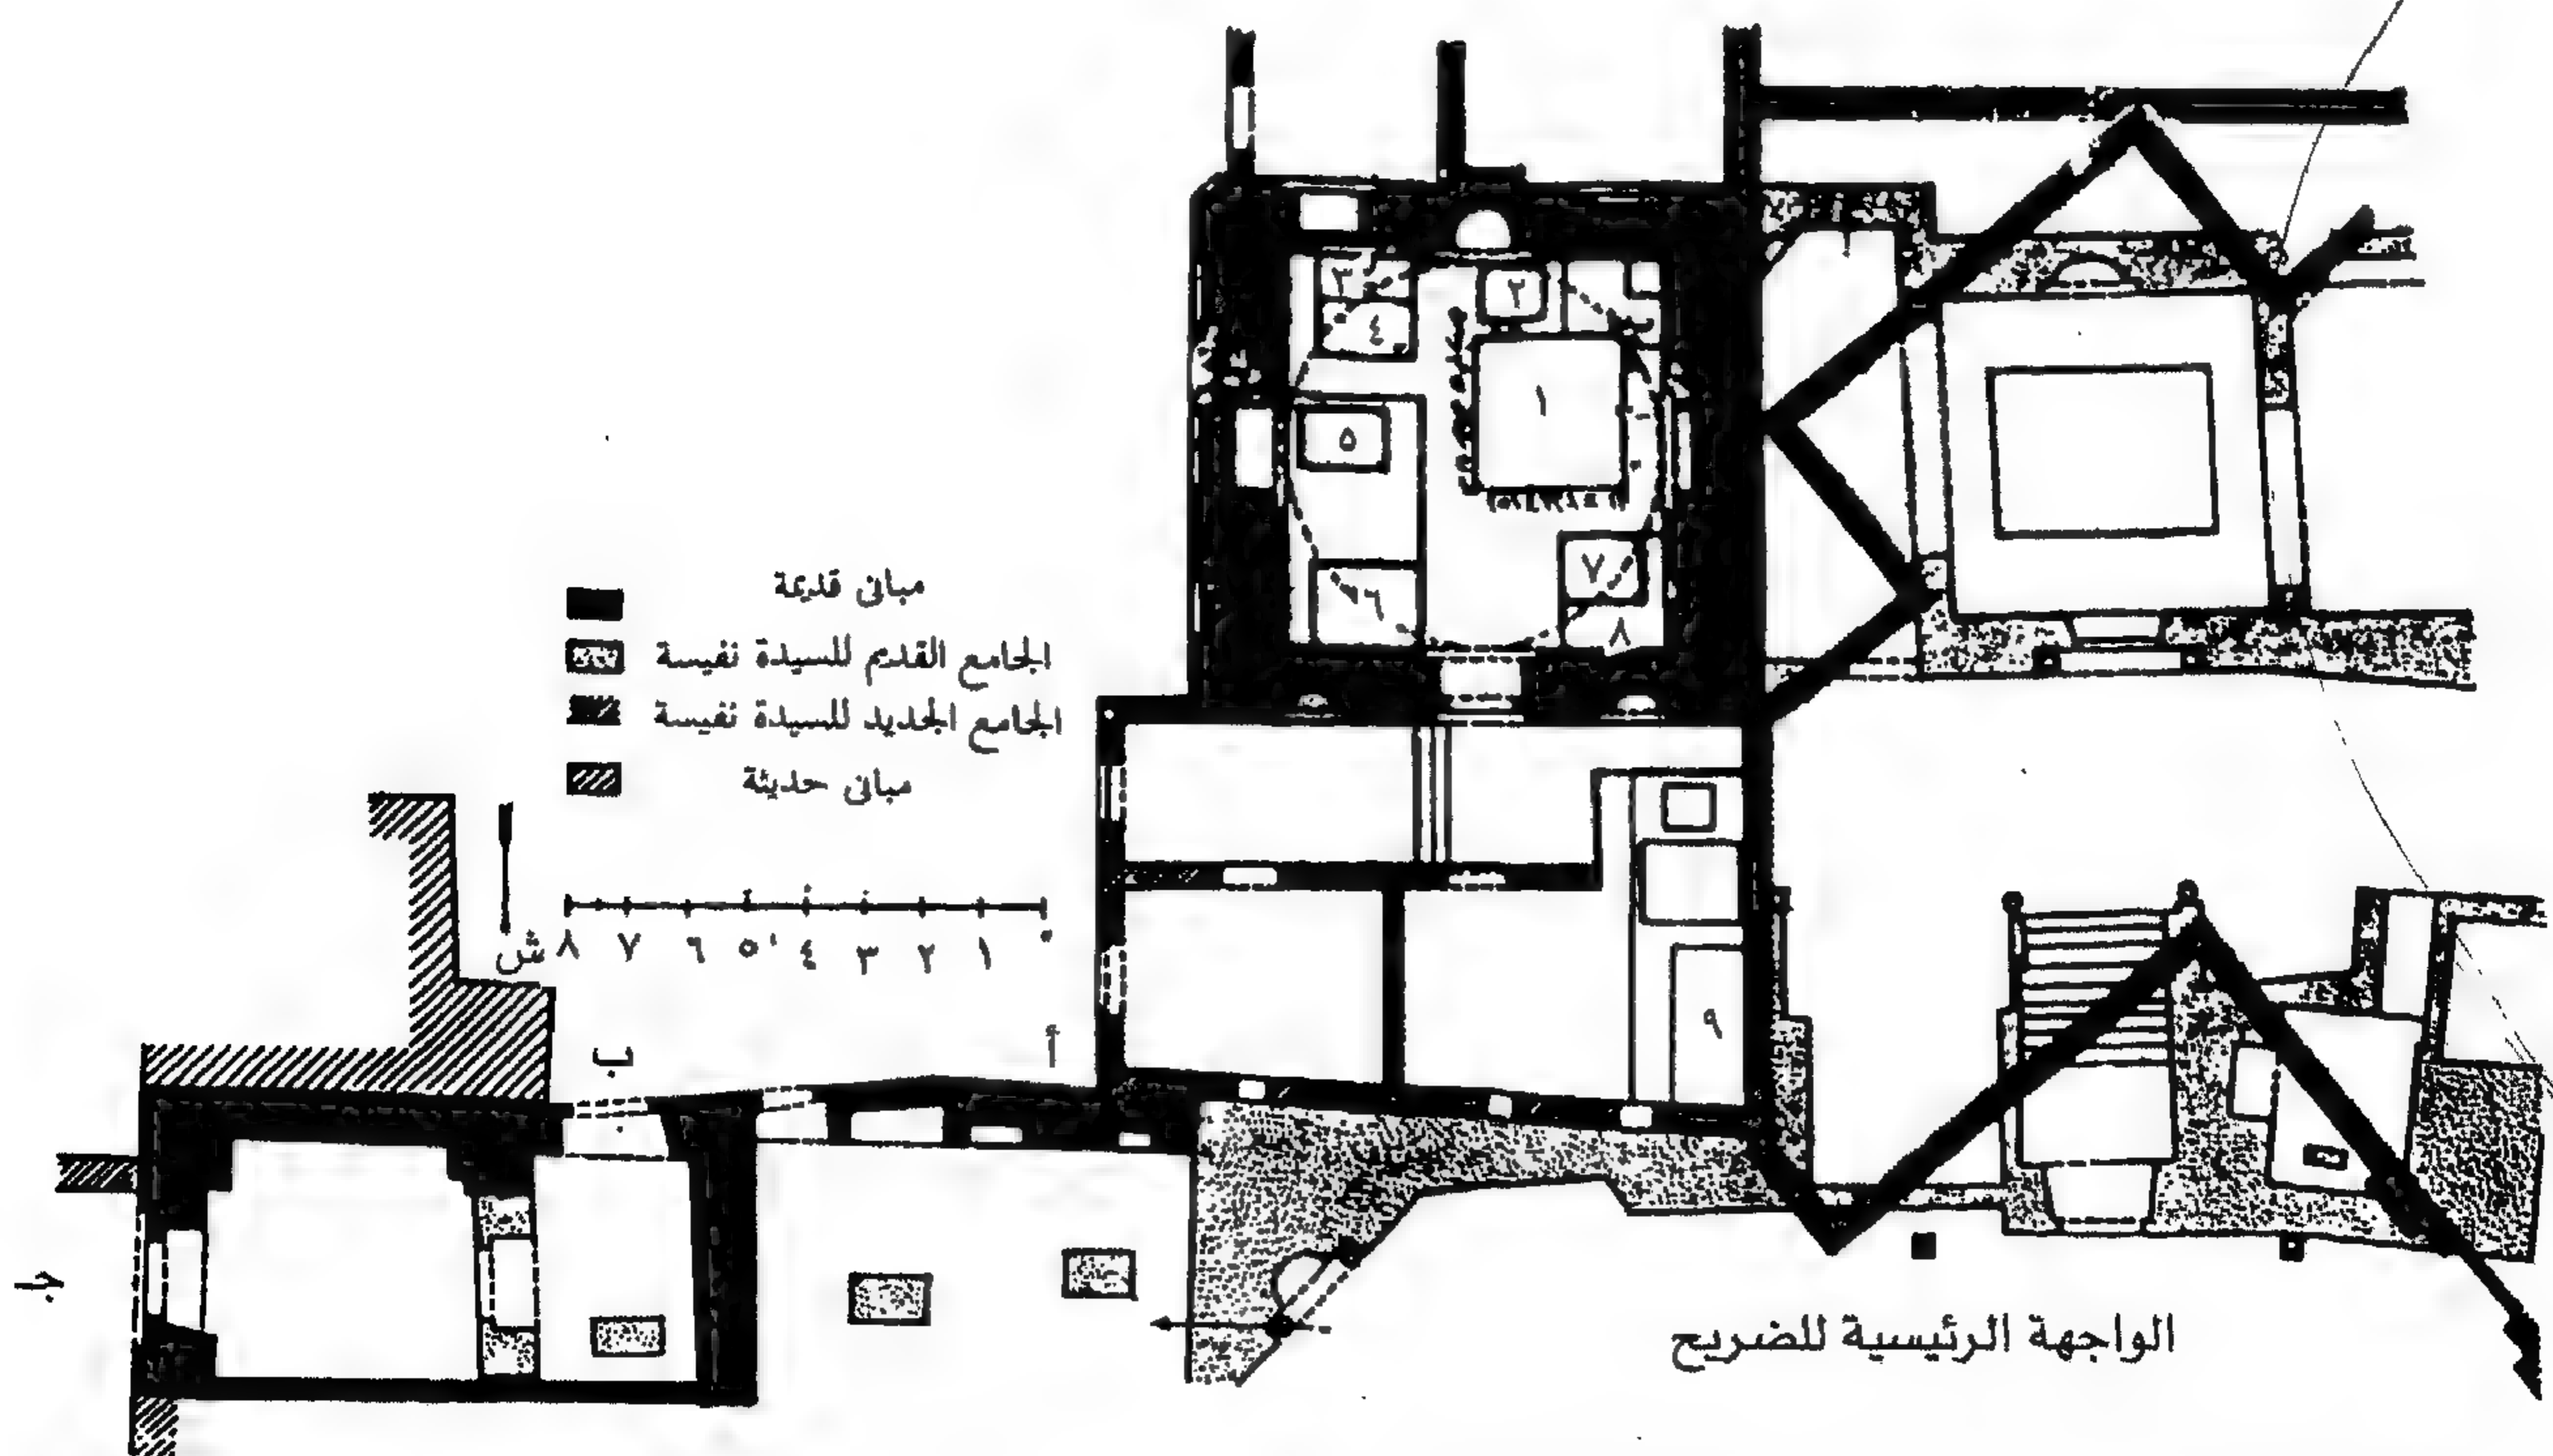 ٣
٢
٤
١
٥
٧
٦
٨
مبانى قديمة
الجامع القديم للسيدة نفيسة
الجامع الجديد للسيدة نفيسة
مبانى حديثة
ش
٨ ٧ ٦ ٥ ٤ ٣ ٢ ١ ٠
٩
أ
ب
جـ
الواجهة الرئيسية للضريح